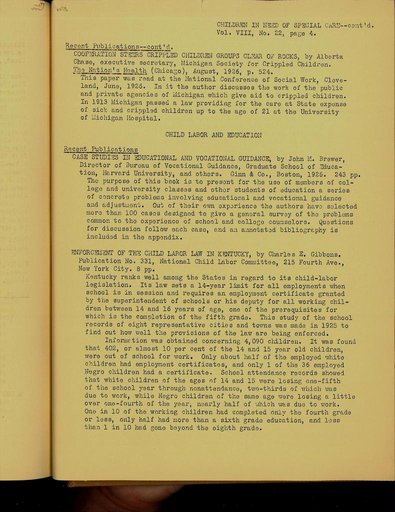 CHILDREN IN NEED OF SPECIAL CARE--cont'd.
Vol. VIII, No. 22, page 4.
Recent Publications--cont'd.
COOPERATION STEERS CRIPPLED CHILDREN GROUPS CLEAR OF ROCKS, by Alberta
Chase, executive secretary, Michigan Society for Crippled Children.
The Nation's Health (Chicago), August, 1926, p. 524.
This paper was read at the National Conference of Social Work, Cleve-
land, June, 1926. In it the author discusses the work of the public
and private agencies of Michigan which give aid to crippled children.
In 1913 Michigan passed a law providing for the care at State expense
of sick and crippled children up to the age of 21 at the University
of Michigan Hospital.
CHILD LABOR AND EDUCATION
Recent Publications
CASE STUDIES IN EDUCATIONAL AND VOCATIONAL GUIDANCE, by John M. Brewer,
Director of Bureau of Vocational Guidance, Graduate School of Educa-
tion, Harvard University, and others. Ginn & Co., Boston, 1926. 243 pp.
The purpose of this book is to present for the use of members of col-
lege and university classes and other students of education a series
of concrete problems involving educational and vocational guidance
and adjustment. Out of their own experience the authors have selected
more than 100 cases designed to give a general survey of the problems
common to the experience of school and college counselors. Questions
for discussion follow each case, and an annotated bibliography is
included in the appendix.
ENFORCEMENT OF THE CHILD LABOR LAW IN KENTUCKY, by Charles E. Gibbons.
Publication No. 331, National Child Labor Committee, 215 Fourth Ave.,
New York City. 8 pp.
Kentucky ranks well among the States in regard to its child-labor
legislation. Its law sets a 14-year limit for all employments when
school is in session and requires an employment certificate granted
by the superintendent of schools or his deputy for all working chil-
dren between 14 and 16 years of age, one of the prerequisites for
which is the completion of the fifth grade. This study of the school
records of eight representative cities and towns was made in 1925 to
find out how well the provisions of the law are being enforced.
Information was obtained concerning 4,090 children. It was found
that 402, or almost 10 per cent of the 14 and 15 year old children,
were out of school for work. Only about half of the employed white
children had employment certificates, and only 1 of the 36 employed
Negro children had a certificate. School attendance records showed
that white children of the ages of 14 and 15 were losing one-fifth
of the school year through nonattendance, two-thirds of which was
due to work, while Negro children of the same age were losing a little
over one-fourth of the year, nearly half of which was due to work.
One in 10 of the working children had completed only the fourth grade
or less, only half had more than a sixth grade education, and less
than 1 in 10 had gone beyond the eighth grade.